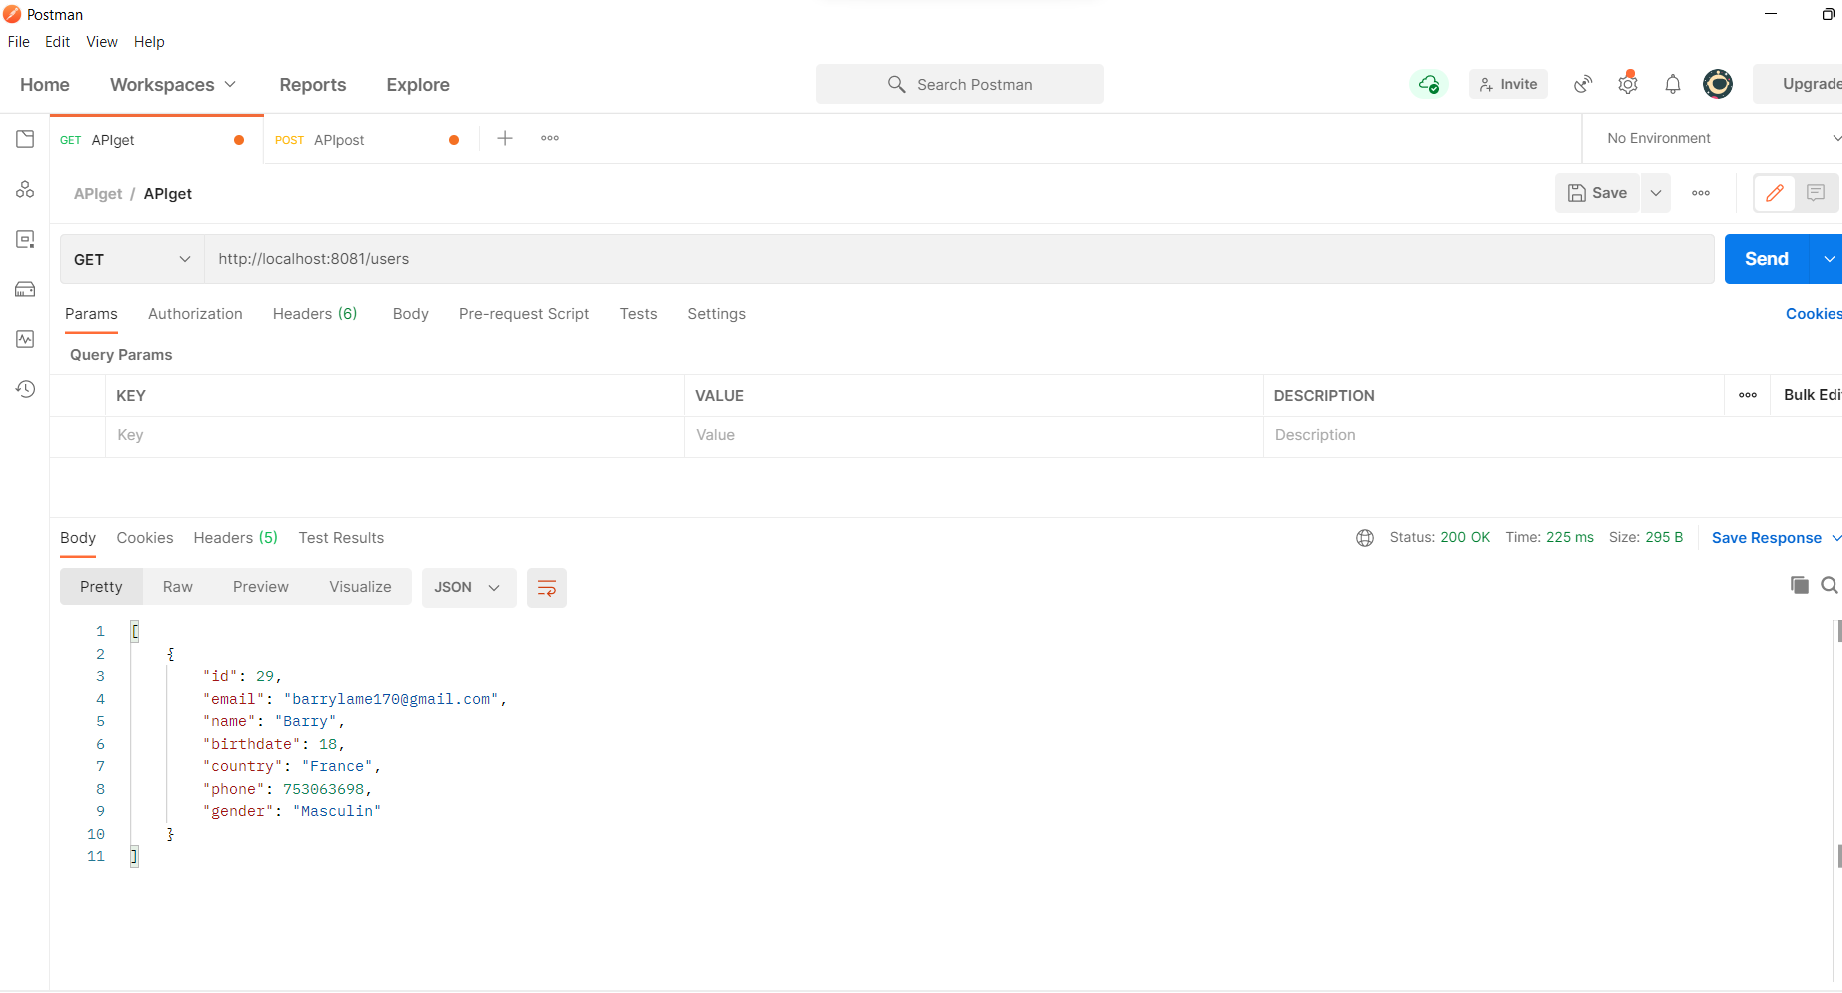 Postman
File Edit View Help
Home Workspaces Reports Explore Search Postman Invite Upgrade
GET APIget POST APIpost No Environment
APIget / APIget Save
GET http://localhost:8081/users Send
Params Authorization Headers (6) Body Pre-request Script Tests Settings Cookies
Query Params
KEY VALUE DESCRIPTION Bulk Edi
Key Value Description
Body Cookies Headers (5) Test Results Status: 200 OK Time: 225 ms Size: 295 B Save Response
Pretty Raw Preview Visualize JSON
1 [
2 {
3 "id": 29,
4 "email": "barrylame170@gmail.com",
5 "name": "Barry",
6 "birthdate": 18,
7 "country": "France",
8 "phone": 753063698,
9 "gender": "Masculin"
10 }
11 ]